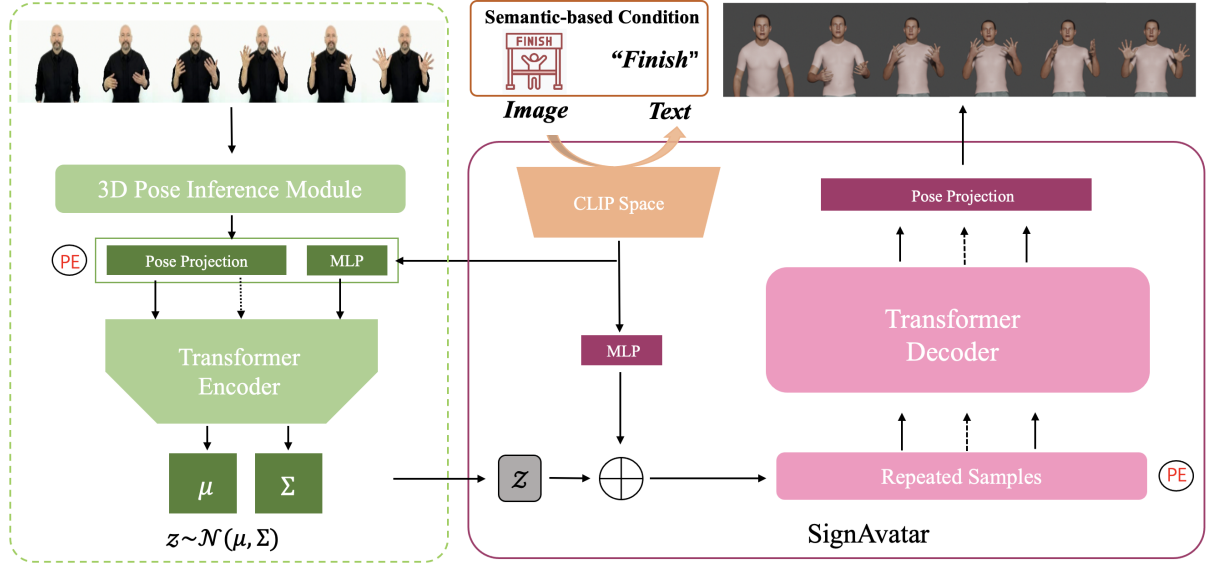 Semantic-based Condition
FINISH
“Finish”
Image
Text
3D Pose Inference Module
PE
Pose Projection
MLP
Transformer
Encoder
μ
Σ
z~𝒩(μ, Σ)
CLIP Space
MLP
z
Pose Projection
Transformer
Decoder
Repeated Samples
PE
SignAvatar